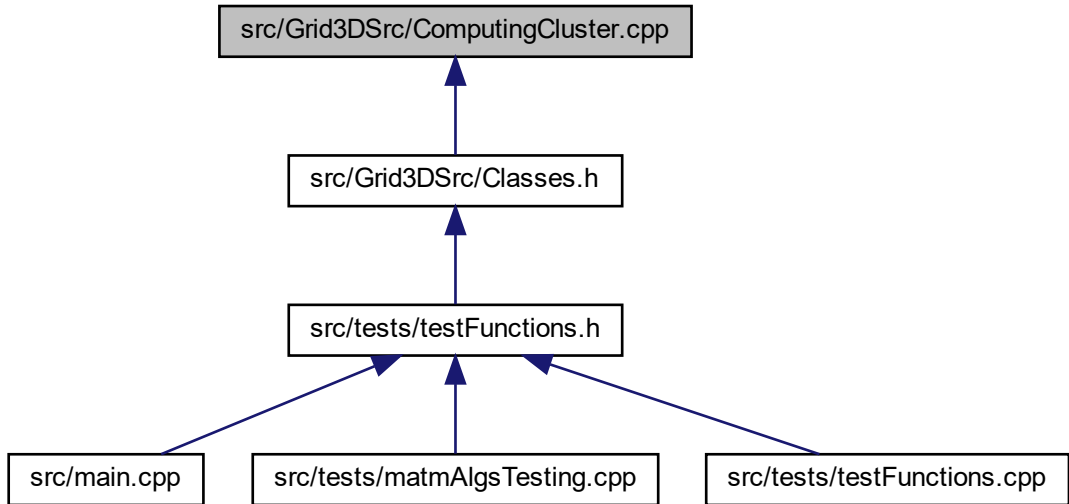 src/Grid3DSrc/ComputingCluster.cpp
src/Grid3DSrc/Classes.h
src/tests/testFunctions.h
src/main.cpp
src/tests/matmAlgsTesting.cpp
src/tests/testFunctions.cpp